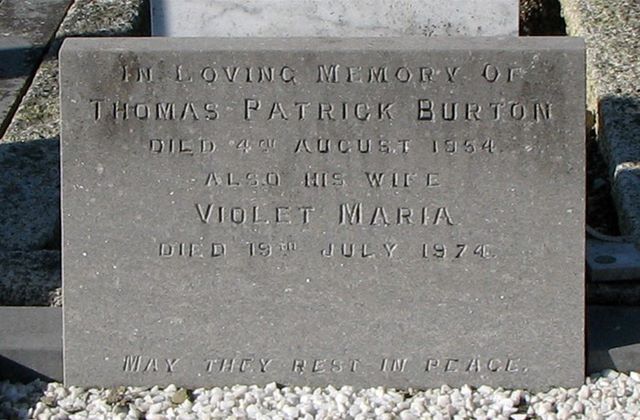 In Loving Memory Of
Thomas Patrick Burton
Died 4th August 1954.
Also His Wife
Violet Maria
Died 19th July 1974.
May They Rest In Peace.